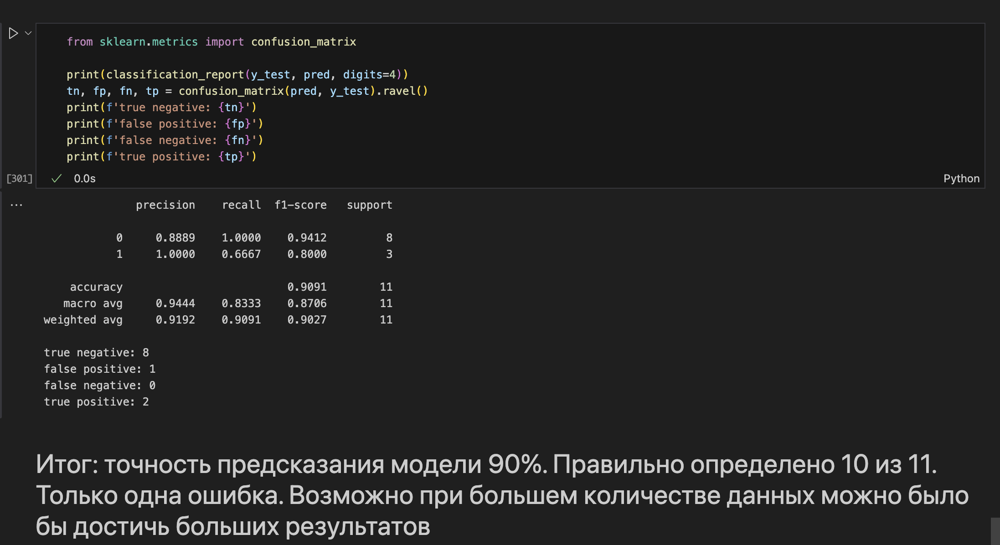 from sklearn.metrics import confusion_matrix
print(classification_report(y_test, pred, digits=4))
tn, fp, fn, tp = confusion_matrix(pred, y_test).ravel()
print(f'true negative: {tn}')
print(f'false positive: {fp}')
print(f'false negative: {fn}')
print(f'true positive: {tp}')
[301] 0.0s Python
precision recall f1-score support
0 0.8889 1.0000 0.9412 8
1 1.0000 0.6667 0.8000 3
accuracy 0.9091 11
macro avg 0.9444 0.8333 0.8706 11
weighted avg 0.9192 0.9091 0.9027 11
true negative: 8
false positive: 1
false negative: 0
true positive: 2
Итог: точность предсказания модели 90%. Правильно определено 10 из 11.
Только одна ошибка. Возможно при большем количестве данных можно было
бы достичь больших результатов